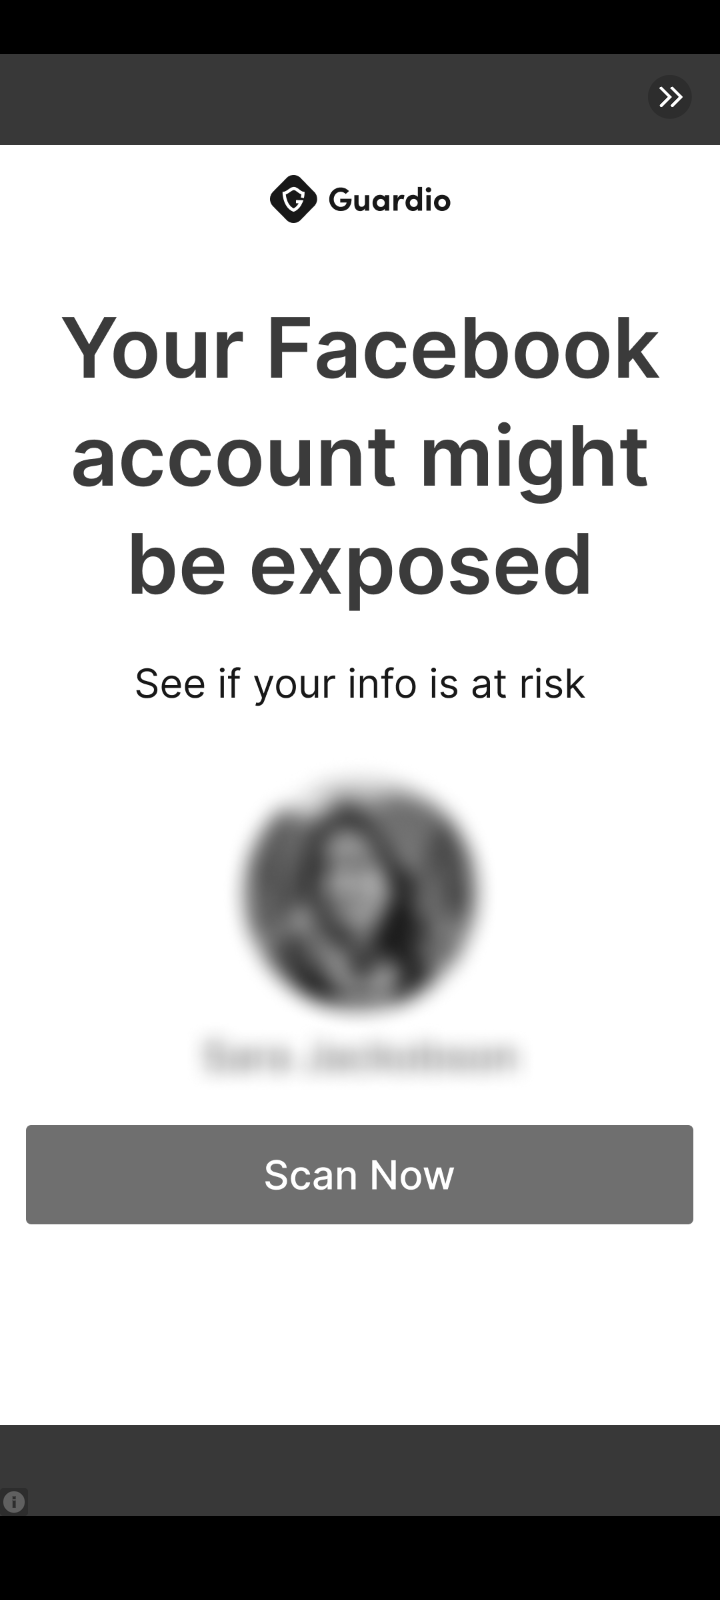 Guardio
Your Facebook
account might
be exposed
See if your info is at risk
Scan Now